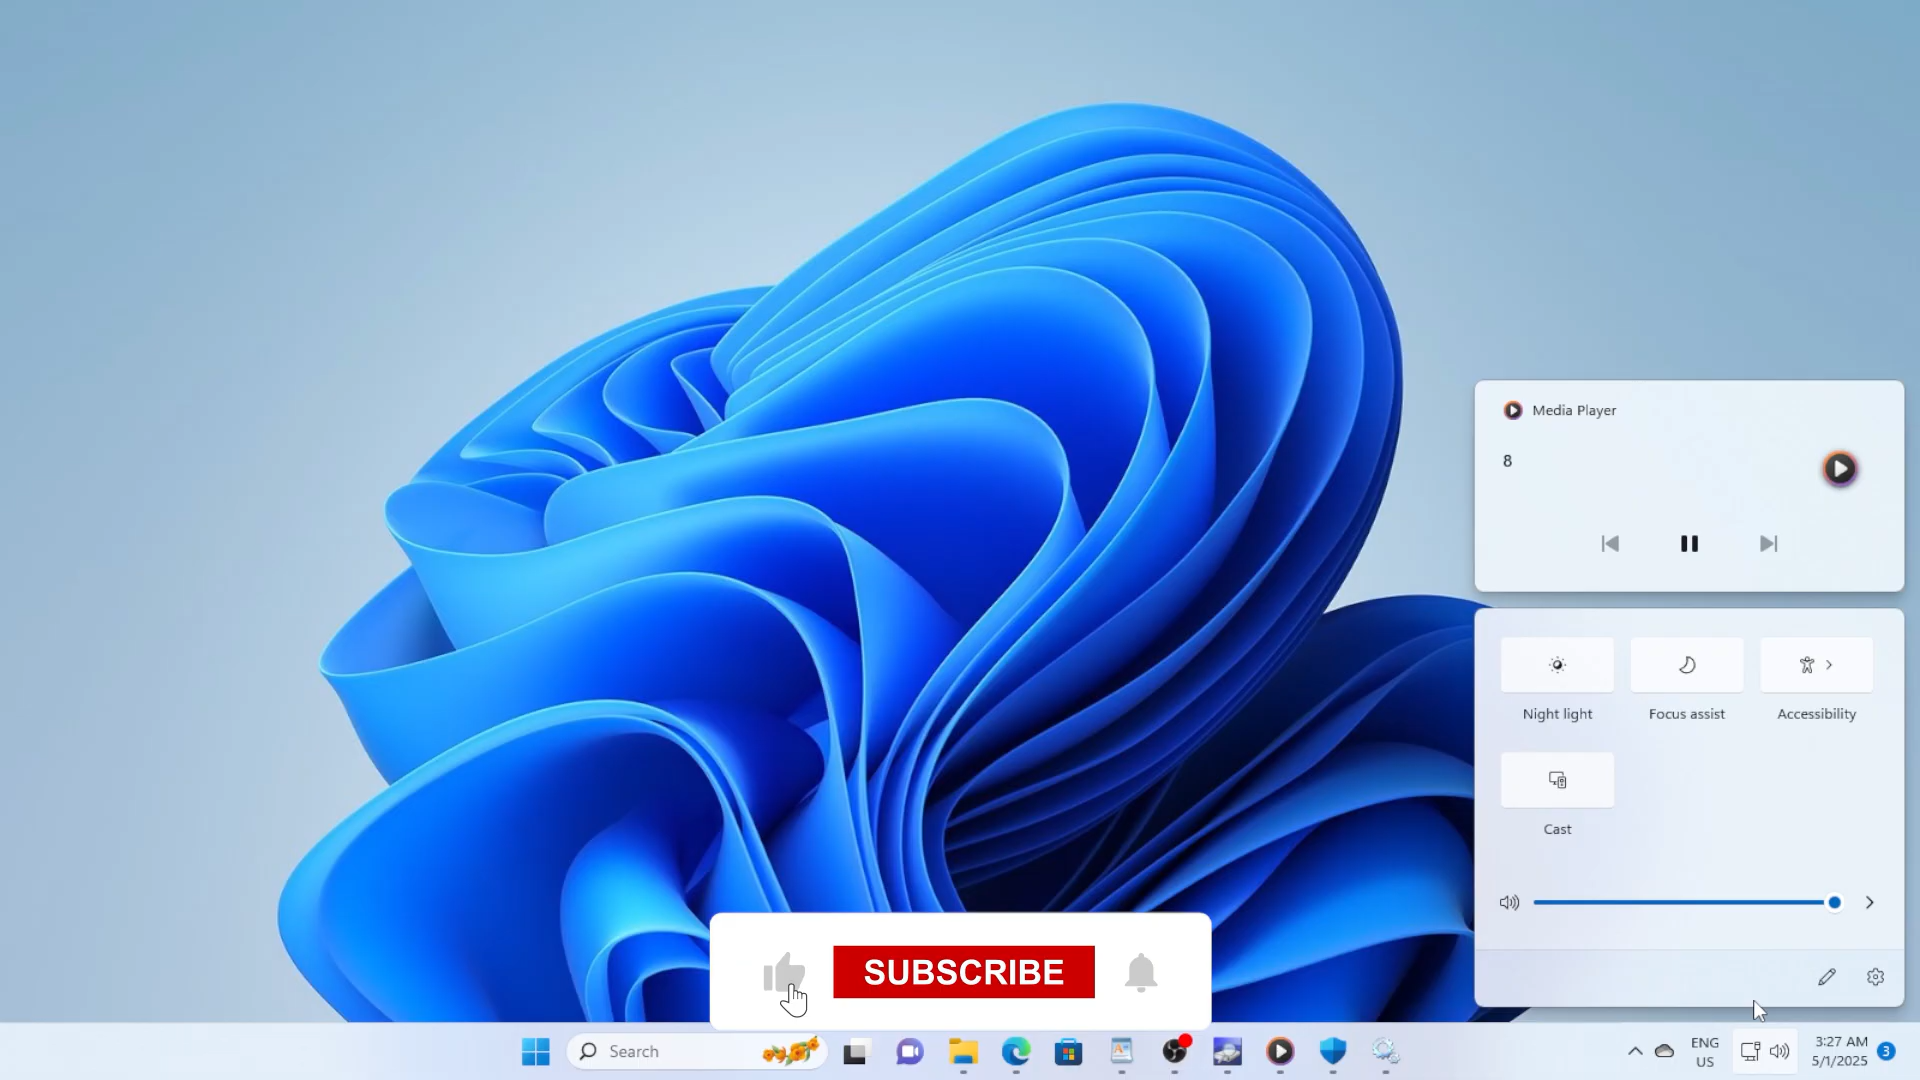 Media Player
8
Night light
Focus assist
Accessibility
Cast
SUBSCRIBE
Search
ENG
US
3:27 AM
5/1/2025
3